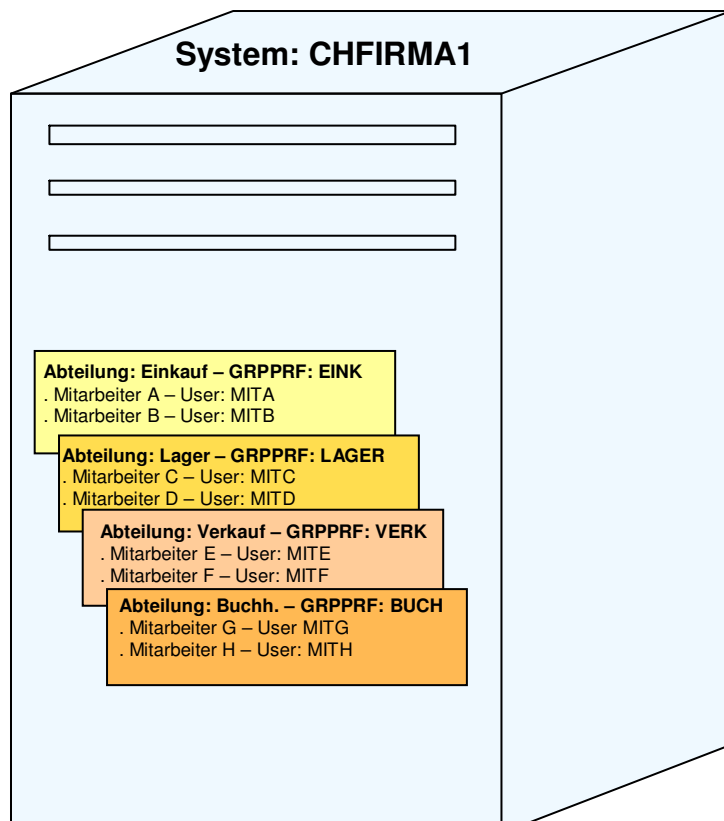 System: CHFIRMA1
Abteilung: Einkauf – GRPPRF: EINK
. Mitarbeiter A – User: MITA
. Mitarbeiter B – User: MITB
Abteilung: Lager – GRPPRF: LAGER
. Mitarbeiter C – User: MITC
. Mitarbeiter D – User: MITD
Abteilung: Verkauf – GRPPRF: VERK
. Mitarbeiter E – User: MITE
. Mitarbeiter F – User: MITF
Abteilung: Buchh. – GRPPRF: BUCH
. Mitarbeiter G – User MITG
. Mitarbeiter H – User: MITH